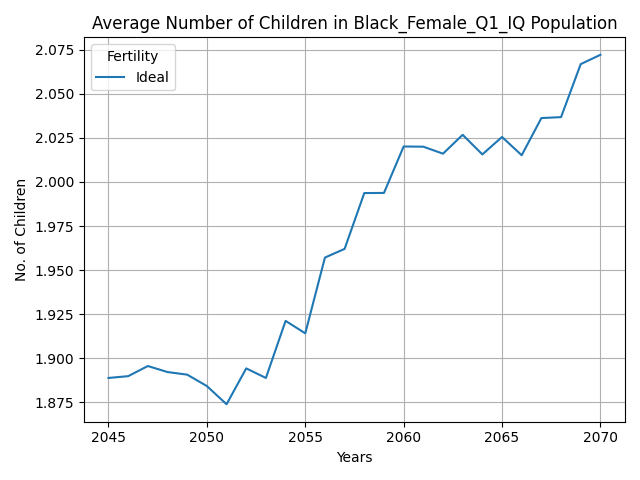 Average Number of Children in Black_Female_Q1_IQ Population
Fertility
Ideal
No. of Children
2.075
2.050
2.025
2.000
1.975
1.950
1.925
1.900
1.875
2045 2050 2055 2060 2065 2070
Years